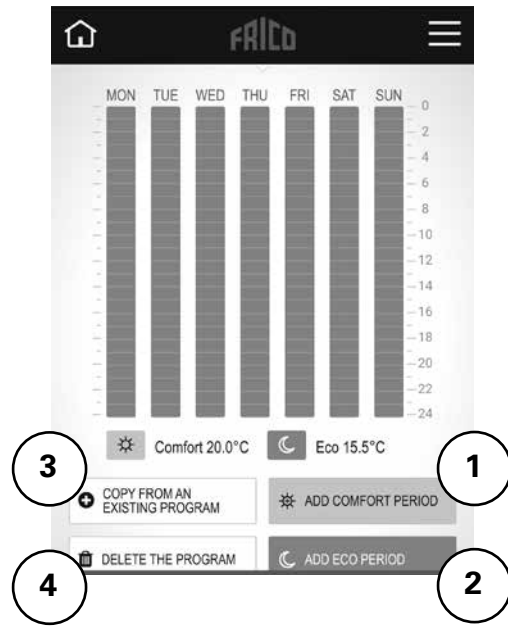 FRICO
MON TUE WED THU FRI SAT SUN
0
2
4
6
8
10
12
14
16
18
20
22
24
Comfort 20.0°C Eco 15.5°C
3
1
COPY FROM AN
EXISTING PROGRAM
ADD COMFORT PERIOD
DELETE THE PROGRAM
ADD ECO PERIOD
4
2